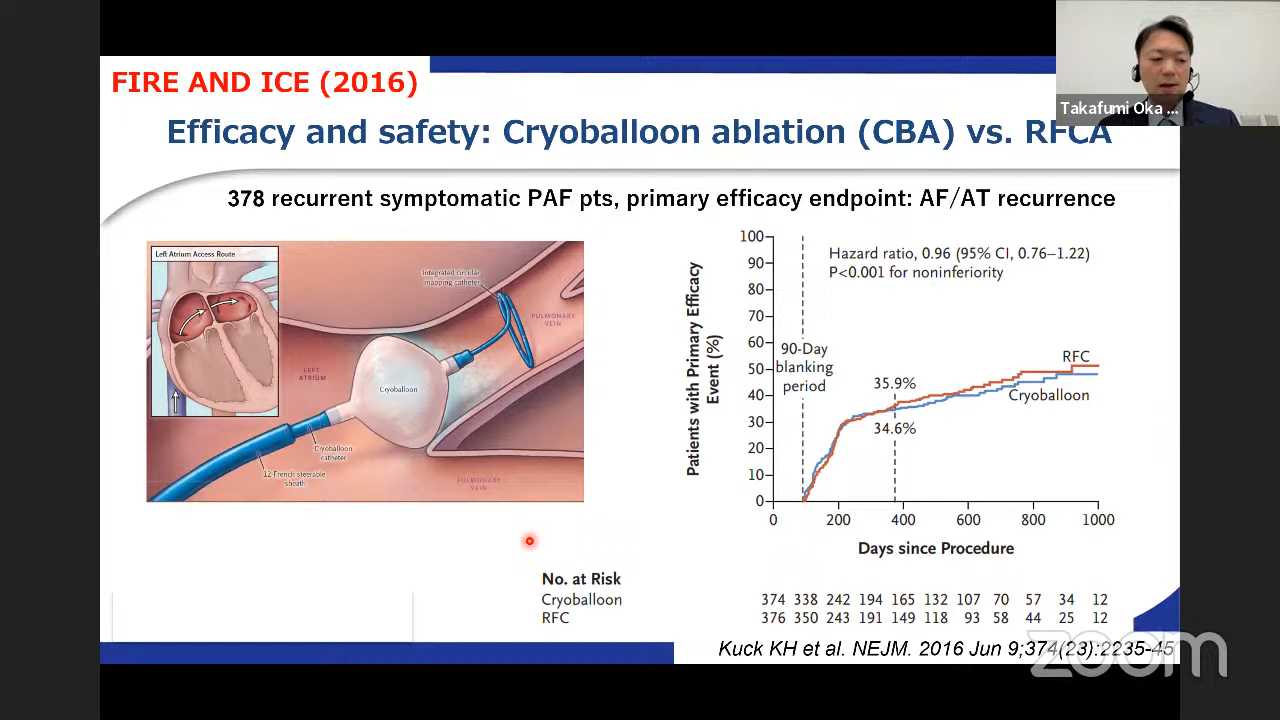 FIRE AND ICE (2016)
Takafumi Oka ...
Efficacy and safety: Cryoballoon ablation (CBA) vs. RFCA
378 recurrent symptomatic PAF pts, primary efficacy endpoint: AF/AT recurrence
Left Atrium Access Route
Integrated circular
mapping catheter
PULMONARY
VEIN
LEFT
ATRIUM
Cryoballoon
Cryoballoon
catheter
12-French steerable
sheath
PULMONARY
VEIN
Patients with Primary Efficacy
Event (%)
100
90
80
70
60
50
40
30
20
10
0
Hazard ratio, 0.96 (95% CI, 0.76–1.22)
P<0.001 for noninferiority
90-Day
blanking
period
35.9%
34.6%
RFC
Cryoballoon
0 200 400 600 800 1000
Days since Procedure
No. at Risk
Cryoballoon 374 338 242 194 165 132 107 70 57 34 12
RFC 376 350 243 191 149 118 93 58 44 25 12
Kuck KH et al. NEJM. 2016 Jun 9;374(23):2235-45
zoom